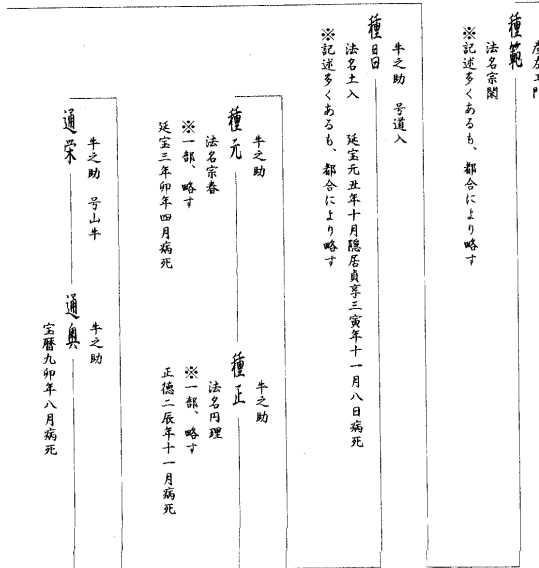 種範
法名宗閑
※記述多くあるも、都合により略す
牛之助 号道入
種昌
法名土入 延宝元丑年十月隠居貞享三寅年十一月八日病死
※記述多くあるも、都合により略す
牛之助
種元
法名宗春
※一部、略す
延宝三年卯年四月病死
牛之助
種正
法名円理
※一部、略す
正徳二辰年十一月病死
牛之助 号山牛
通栄
牛之助
通奥
宝暦九卯年八月病死